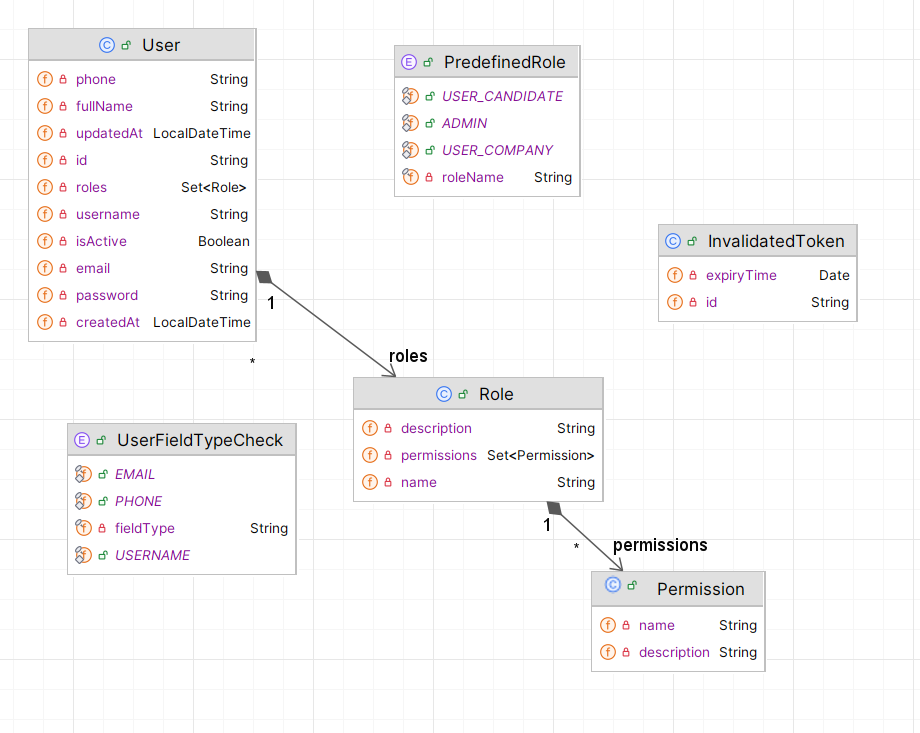 User
phone String
fullName String
updatedAt LocalDateTime
id String
roles Set<Role>
username String
isActive Boolean
email String
password String
createdAt LocalDateTime
PredefinedRole
USER_CANDIDATE
ADMIN
USER_COMPANY
roleName String
InvalidatedToken
expiryTime Date
id String
1
*
roles
Role
description String
permissions Set<Permission>
name String
UserFieldTypeCheck
EMAIL
PHONE
fieldType String
USERNAME
1
*
permissions
Permission
name String
description String